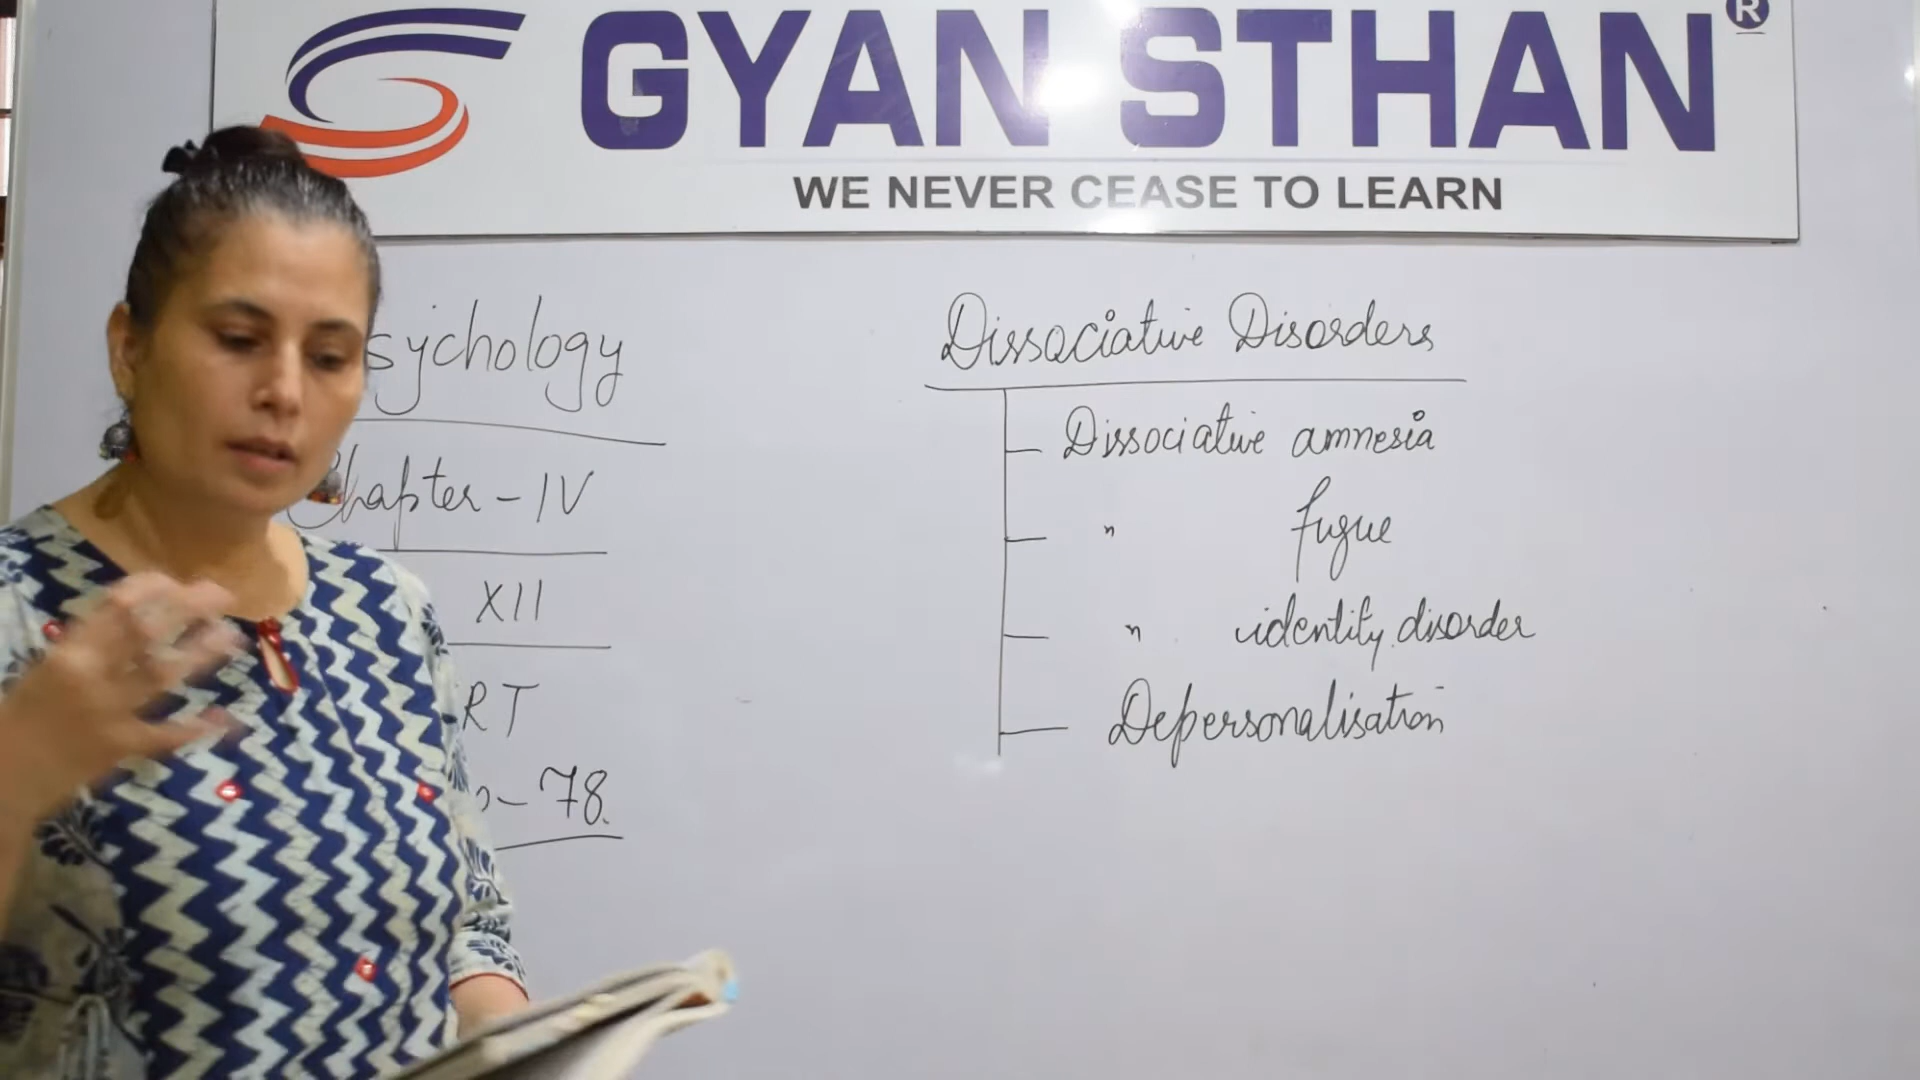 GYAN STHAN ®
WE NEVER CEASE TO LEARN
sychology
Chapter - IV
XII
RT
- 78.
Dissociative Disorders
Dissociative amnesia
" fugue
" identity disorder
Depersonalisation